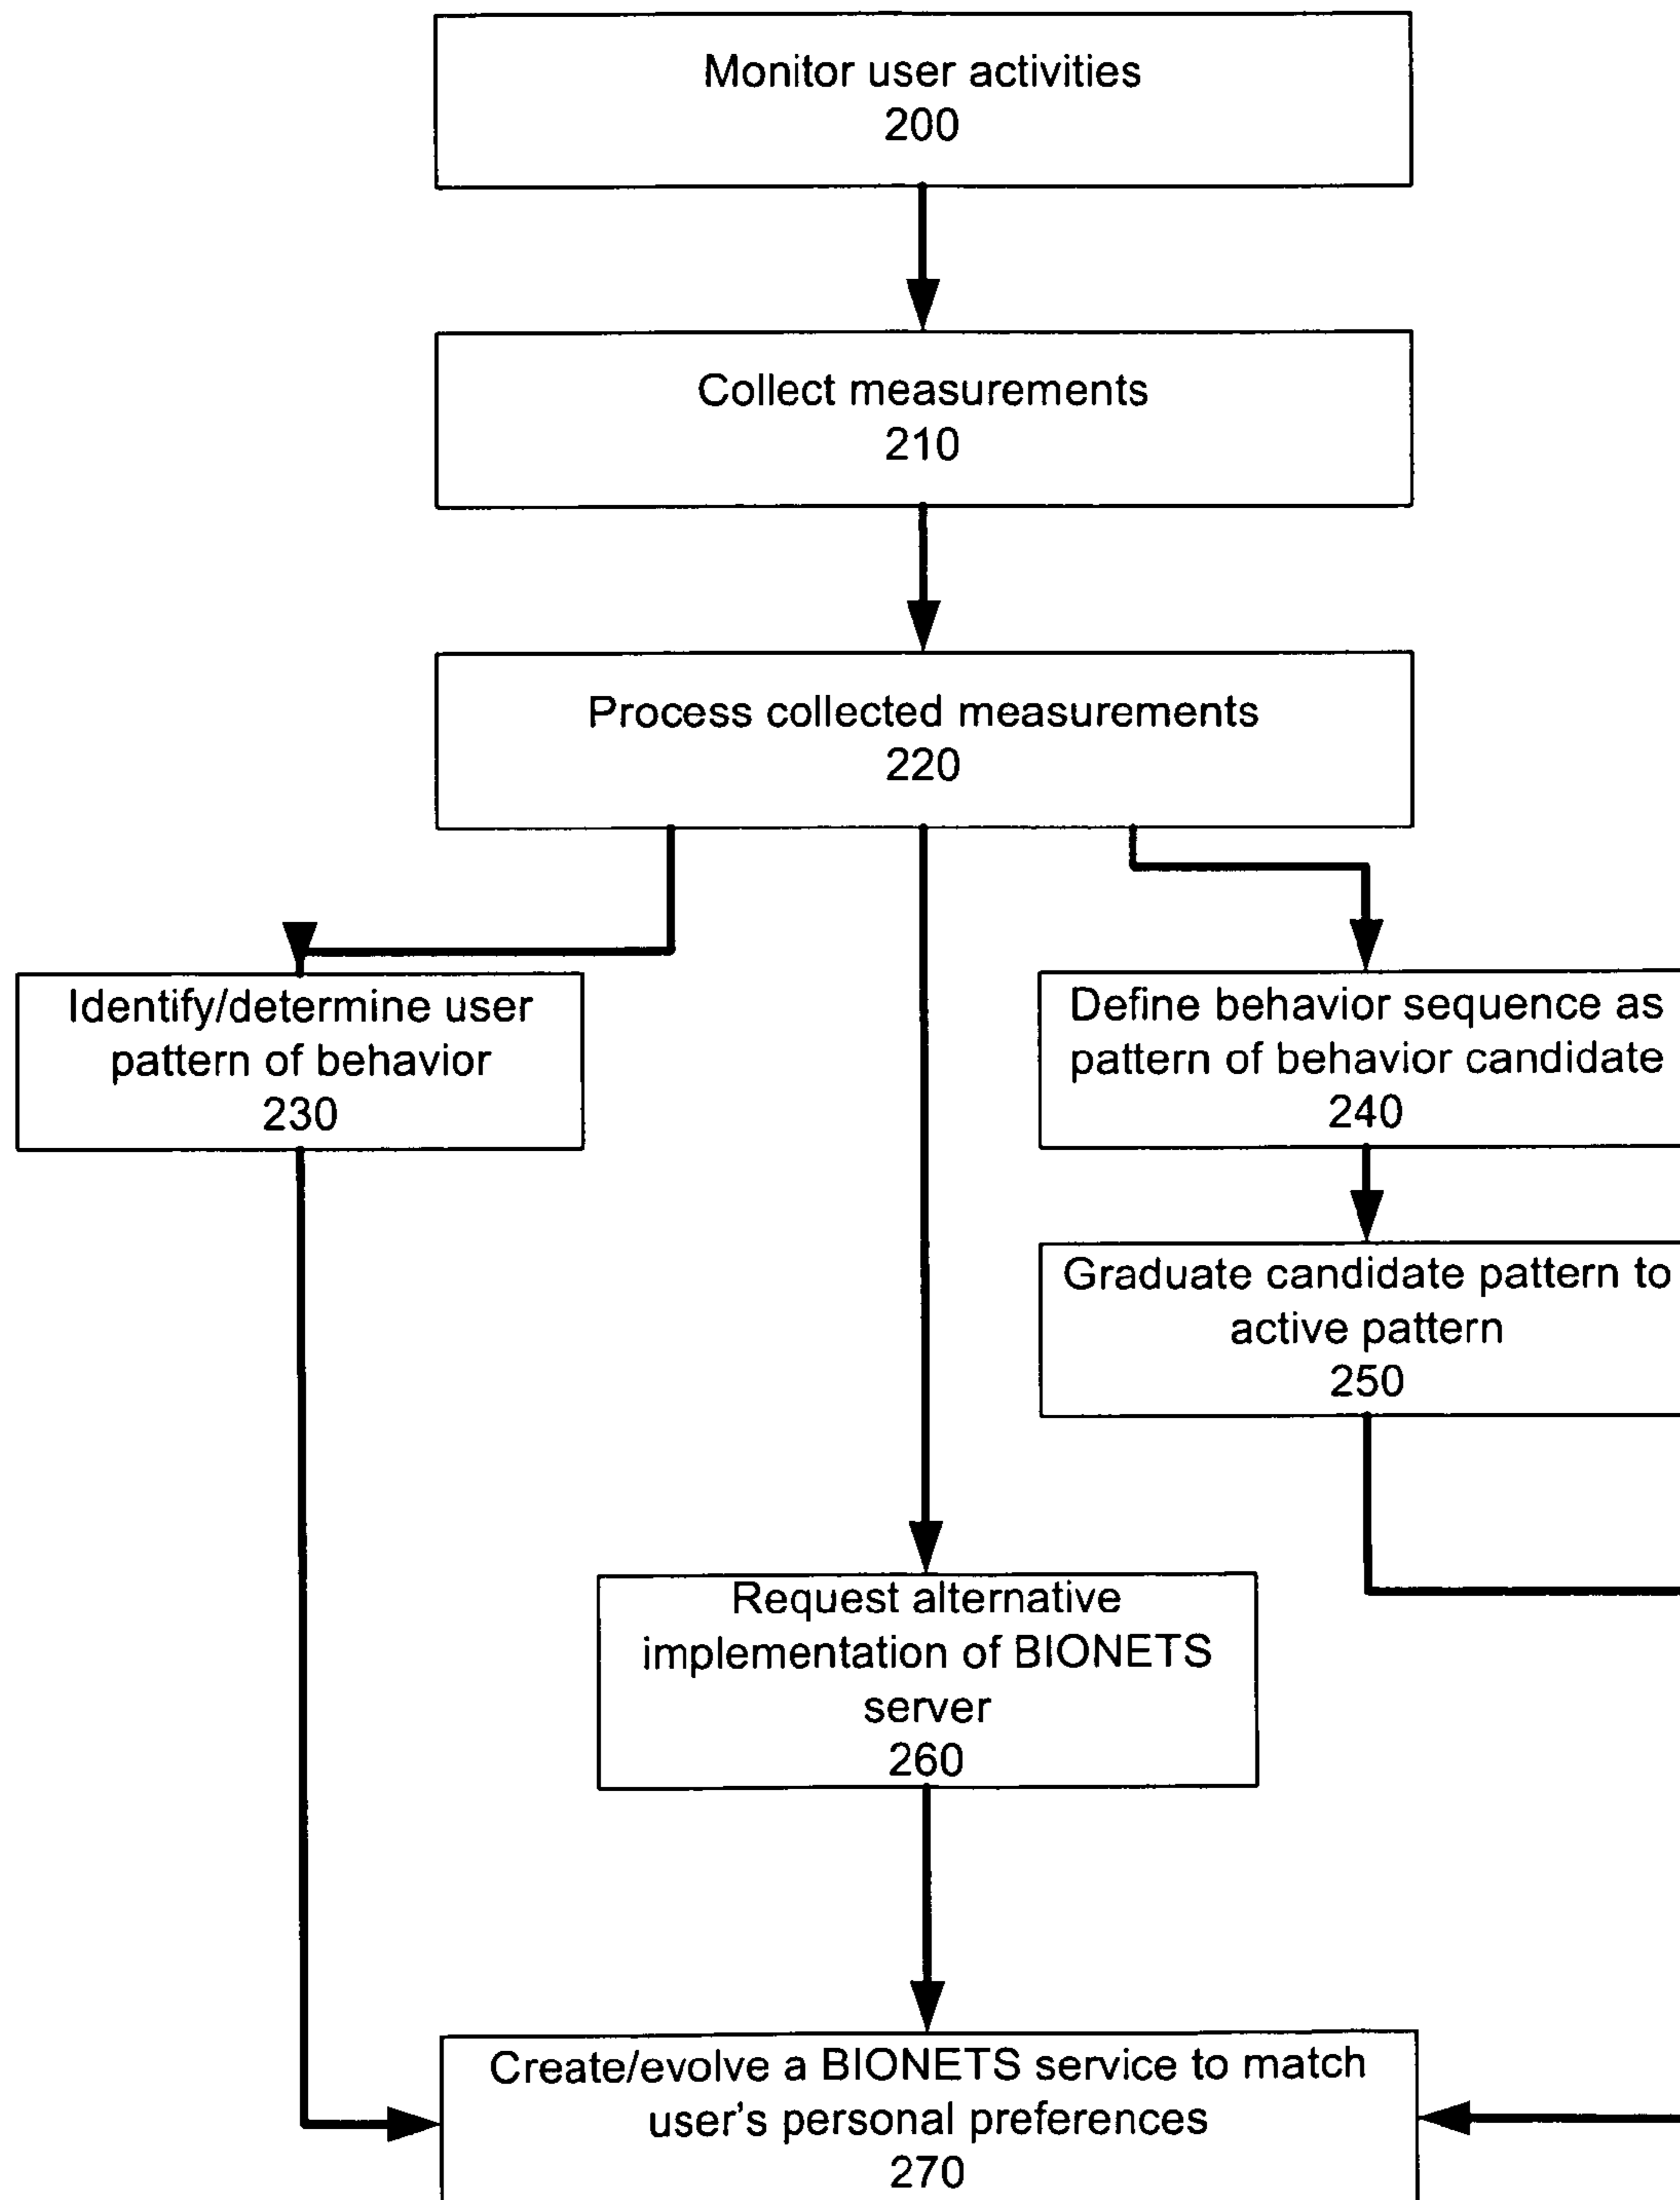 Monitor user activities
200
Collect measurements
210
Process collected measurements
220
Identify/determine user
pattern of behavior
230
Define behavior sequence as
pattern of behavior candidate
240
Graduate candidate pattern to
active pattern
250
Request alternative
implementation of BIONETS
server
260
Create/evolve a BIONETS service to match
user's personal preferences
270